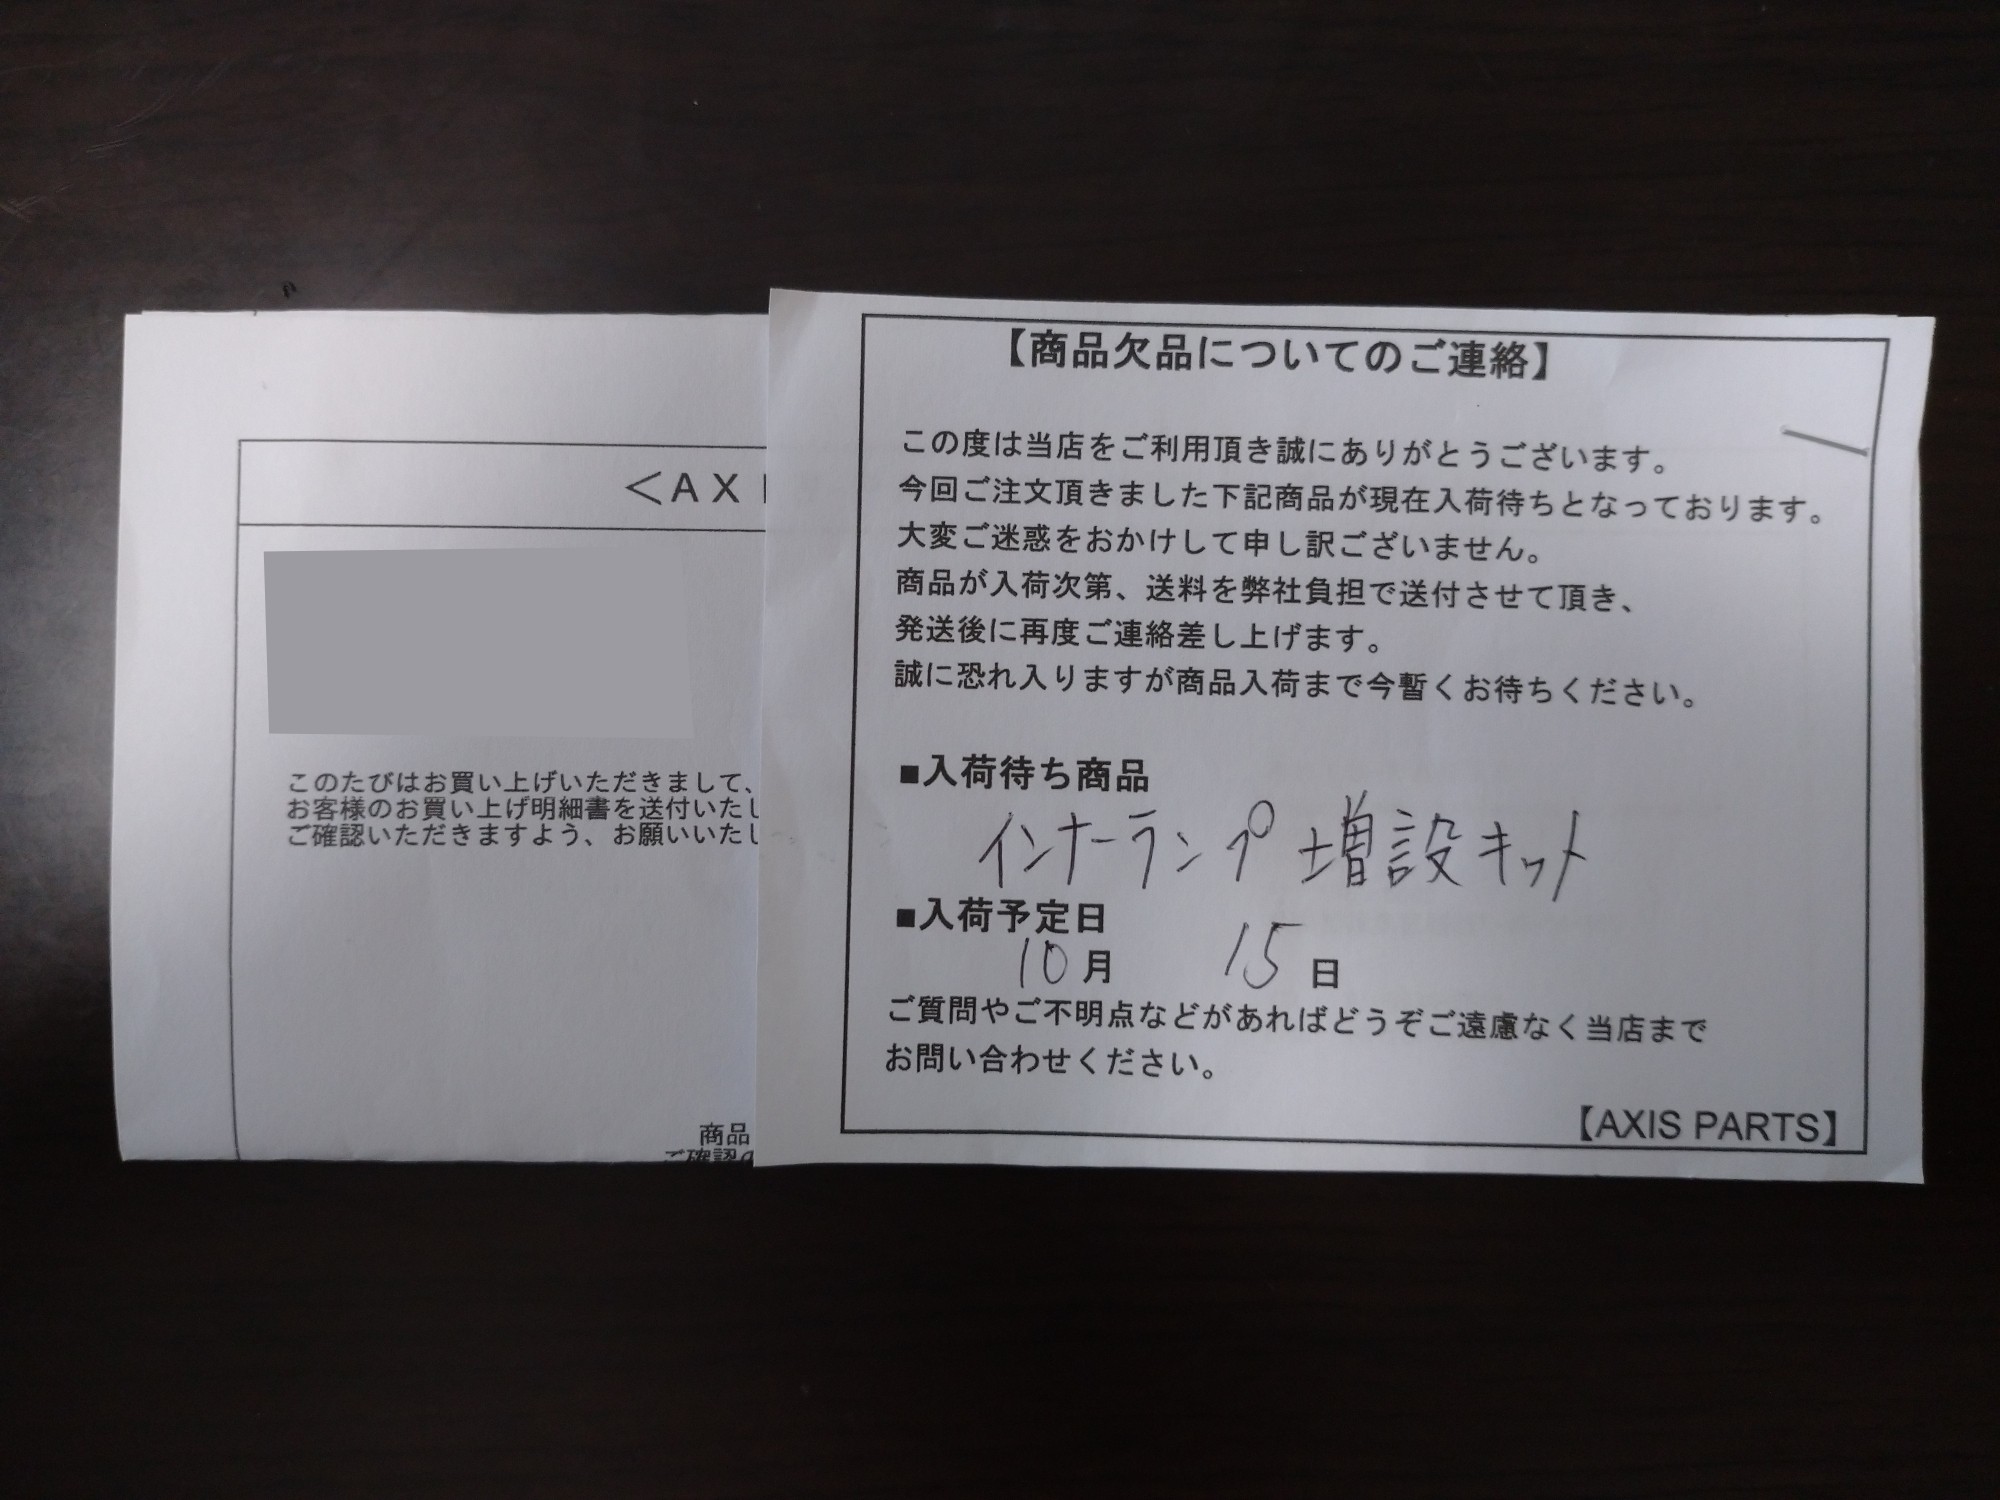 <AX
このたびはお買い上げいただきまして、
お客様のお買い上げ明細書を送付いたし
ご確認いただきますよう、お願いいたし
商品
ご確認
【商品欠品についてのご連絡】
この度は当店をご利用頂き誠にありがとうございます。
今回ご注文頂きました下記商品が現在入荷待ちとなっております。
大変ご迷惑をおかけして申し訳ございません。
商品が入荷次第、送料を弊社負担で送付させて頂き、
発送後に再度ご連絡差し上げます。
誠に恐れ入りますが商品入荷まで今暫くお待ちください。
■入荷待ち商品
インナーランプ増設キット
■入荷予定日
10月 15日
ご質問やご不明点などがあればどうぞご遠慮なく当店まで
お問い合わせください。
【AXIS PARTS】